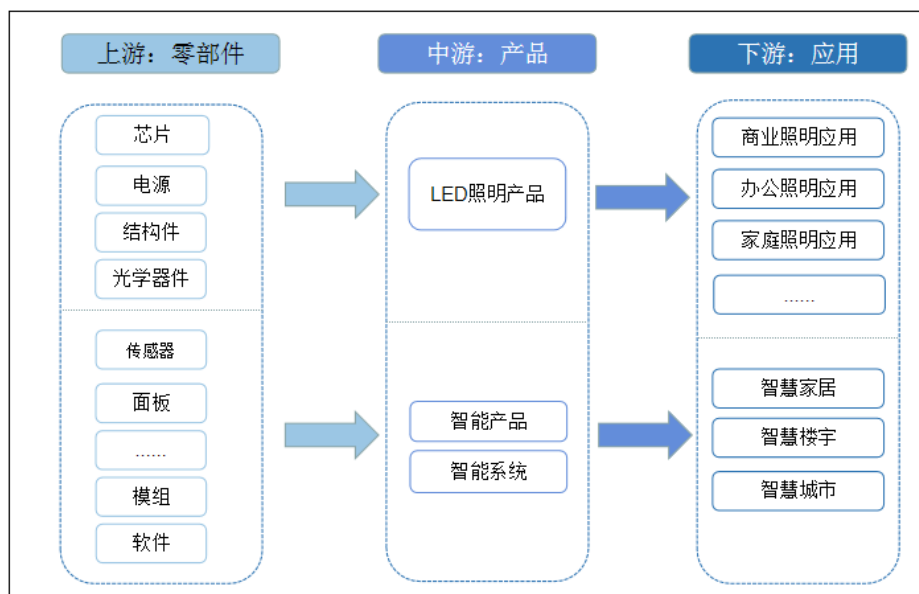 上游：零部件
中游：产品
下游：应用
芯片
电源
结构件
光学器件
传感器
面板
......
模组
软件
LED照明产品
智能产品
智能系统
商业照明应用
办公照明应用
家庭照明应用
......
智慧家居
智慧楼宇
智慧城市